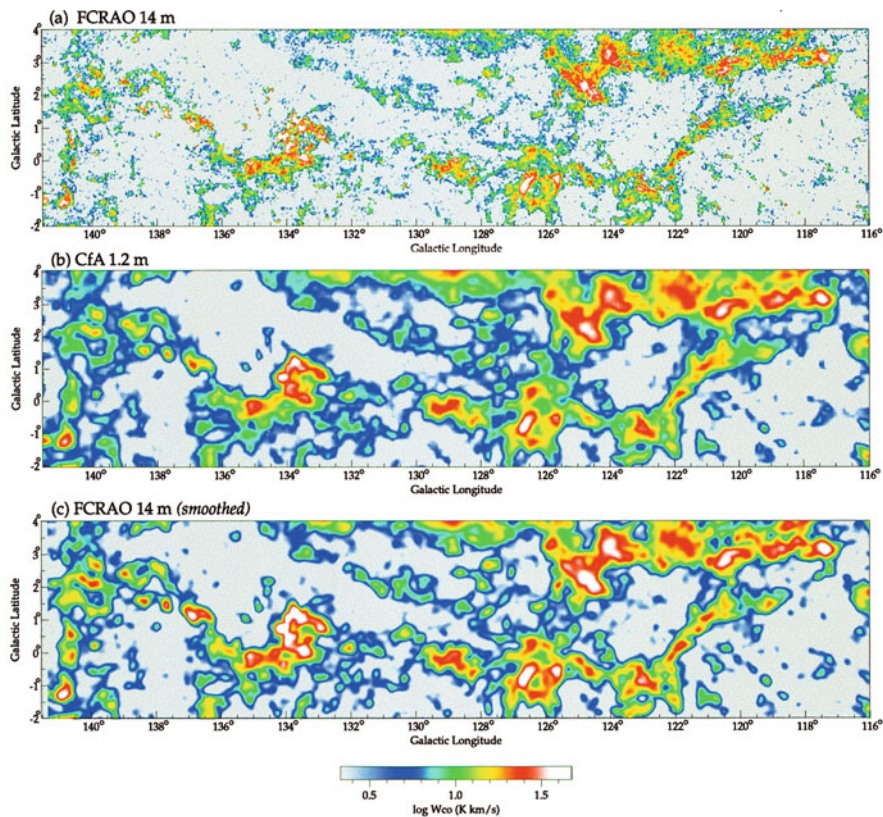 (a) FCRAO 14 m
Galactic Latitude
4°
3°
2°
1°
0°
-1°
-2°
140° 138° 136° 134° 132° 130° 128° 126° 124° 122° 120° 118° 116°
Galactic Longitude
(b) CfA 1.2 m
Galactic Latitude
4°
3°
2°
1°
0°
-1°
-2°
140° 138° 136° 134° 132° 130° 128° 126° 124° 122° 120° 118° 116°
Galactic Longitude
(c) FCRAO 14 m (smoothed)
Galactic Latitude
4°
3°
2°
1°
0°
-1°
-2°
140° 138° 136° 134° 132° 130° 128° 126° 124° 122° 120° 118° 116°
Galactic Longitude
0.5 1.0 1.5
log Wco (K km/s)